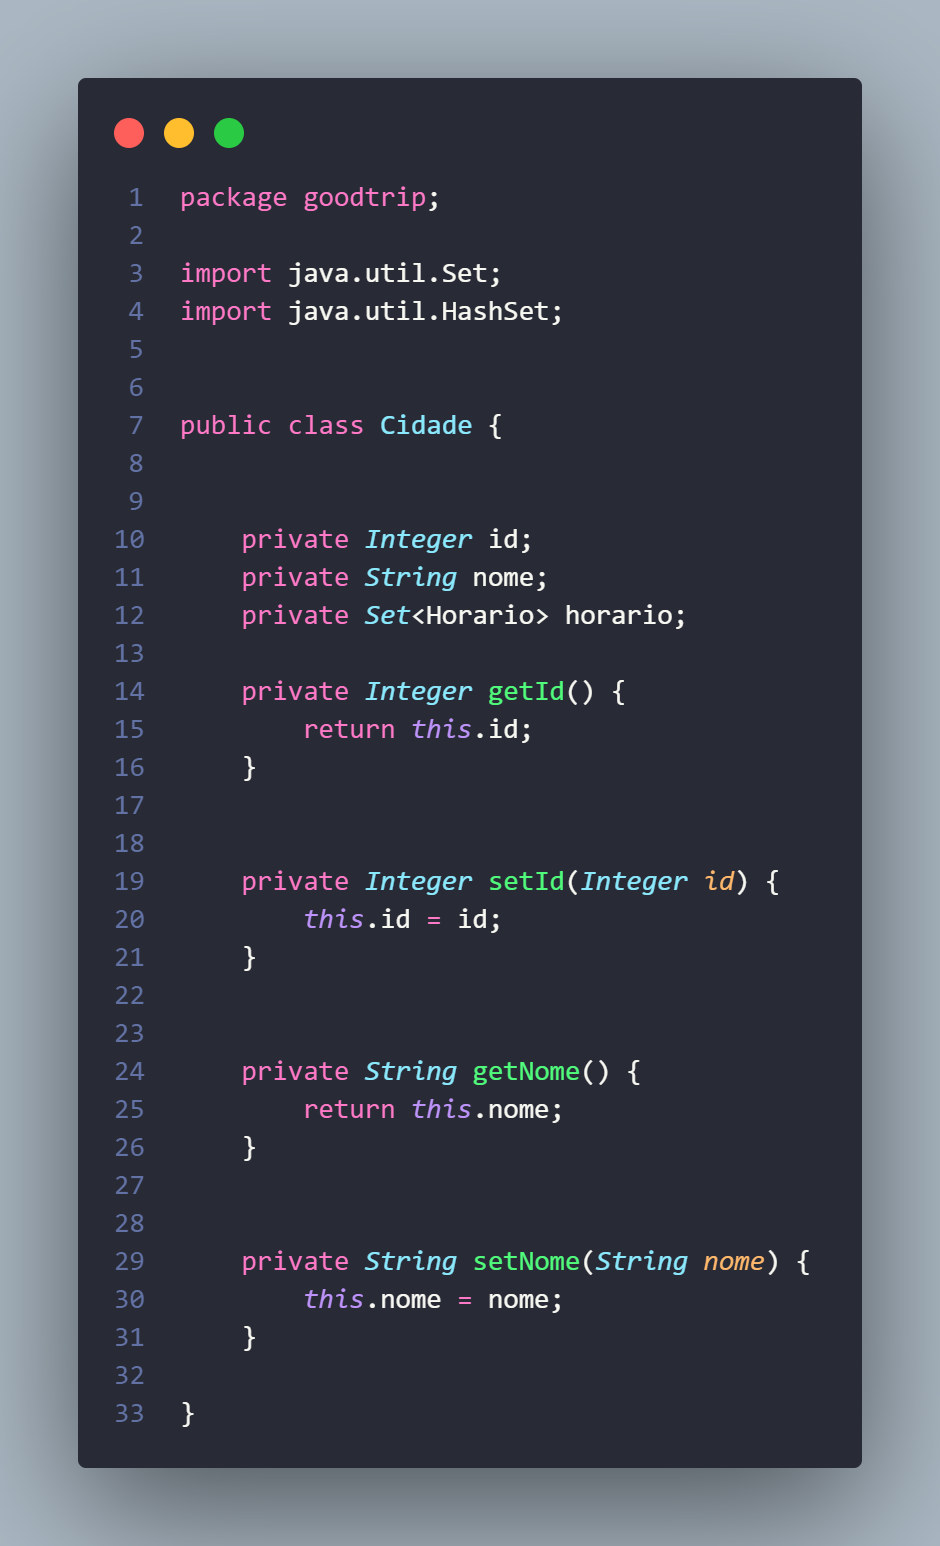 1 package goodtrip;
2
3 import java.util.Set;
4 import java.util.HashSet;
5
6
7 public class Cidade {
8
9
10     private Integer id;
11     private String nome;
12     private Set<Horario> horario;
13
14     private Integer getId() {
15         return this.id;
16     }
17
18
19     private Integer setId(Integer id) {
20         this.id = id;
21     }
22
23
24     private String getNome() {
25         return this.nome;
26     }
27
28
29     private String setNome(String nome) {
30         this.nome = nome;
31     }
32
33 }